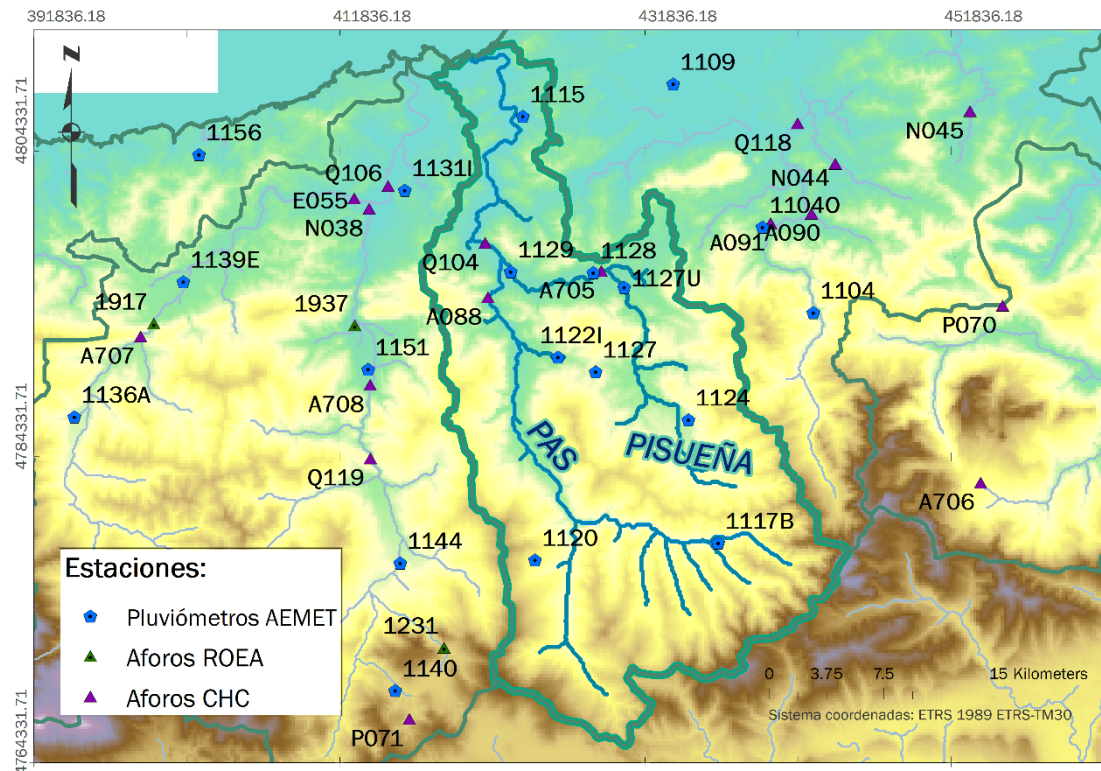 391836.18
411836.18
431836.18
451836.18
4804331.71
4784331.71
4764331.71
N
1109
1115
N045
Q118
1156
N044
Q106
1131I
E055
N038
1104O
A091
A090
1129
1128
Q104
A705
1127U
1139E
1917
1937
A088
1104
P070
A707
1151
1122I
1127
1136A
A708
1124
PAS
PISUEÑA
Q119
A706
1144
1120
1117B
1231
1140
P071
Estaciones:
Pluviómetros AEMET
Aforos ROEA
Aforos CHC
0 3.75 7.5 15 Kilometers
Sistema coordenadas: ETRS 1989 ETRS-TM30